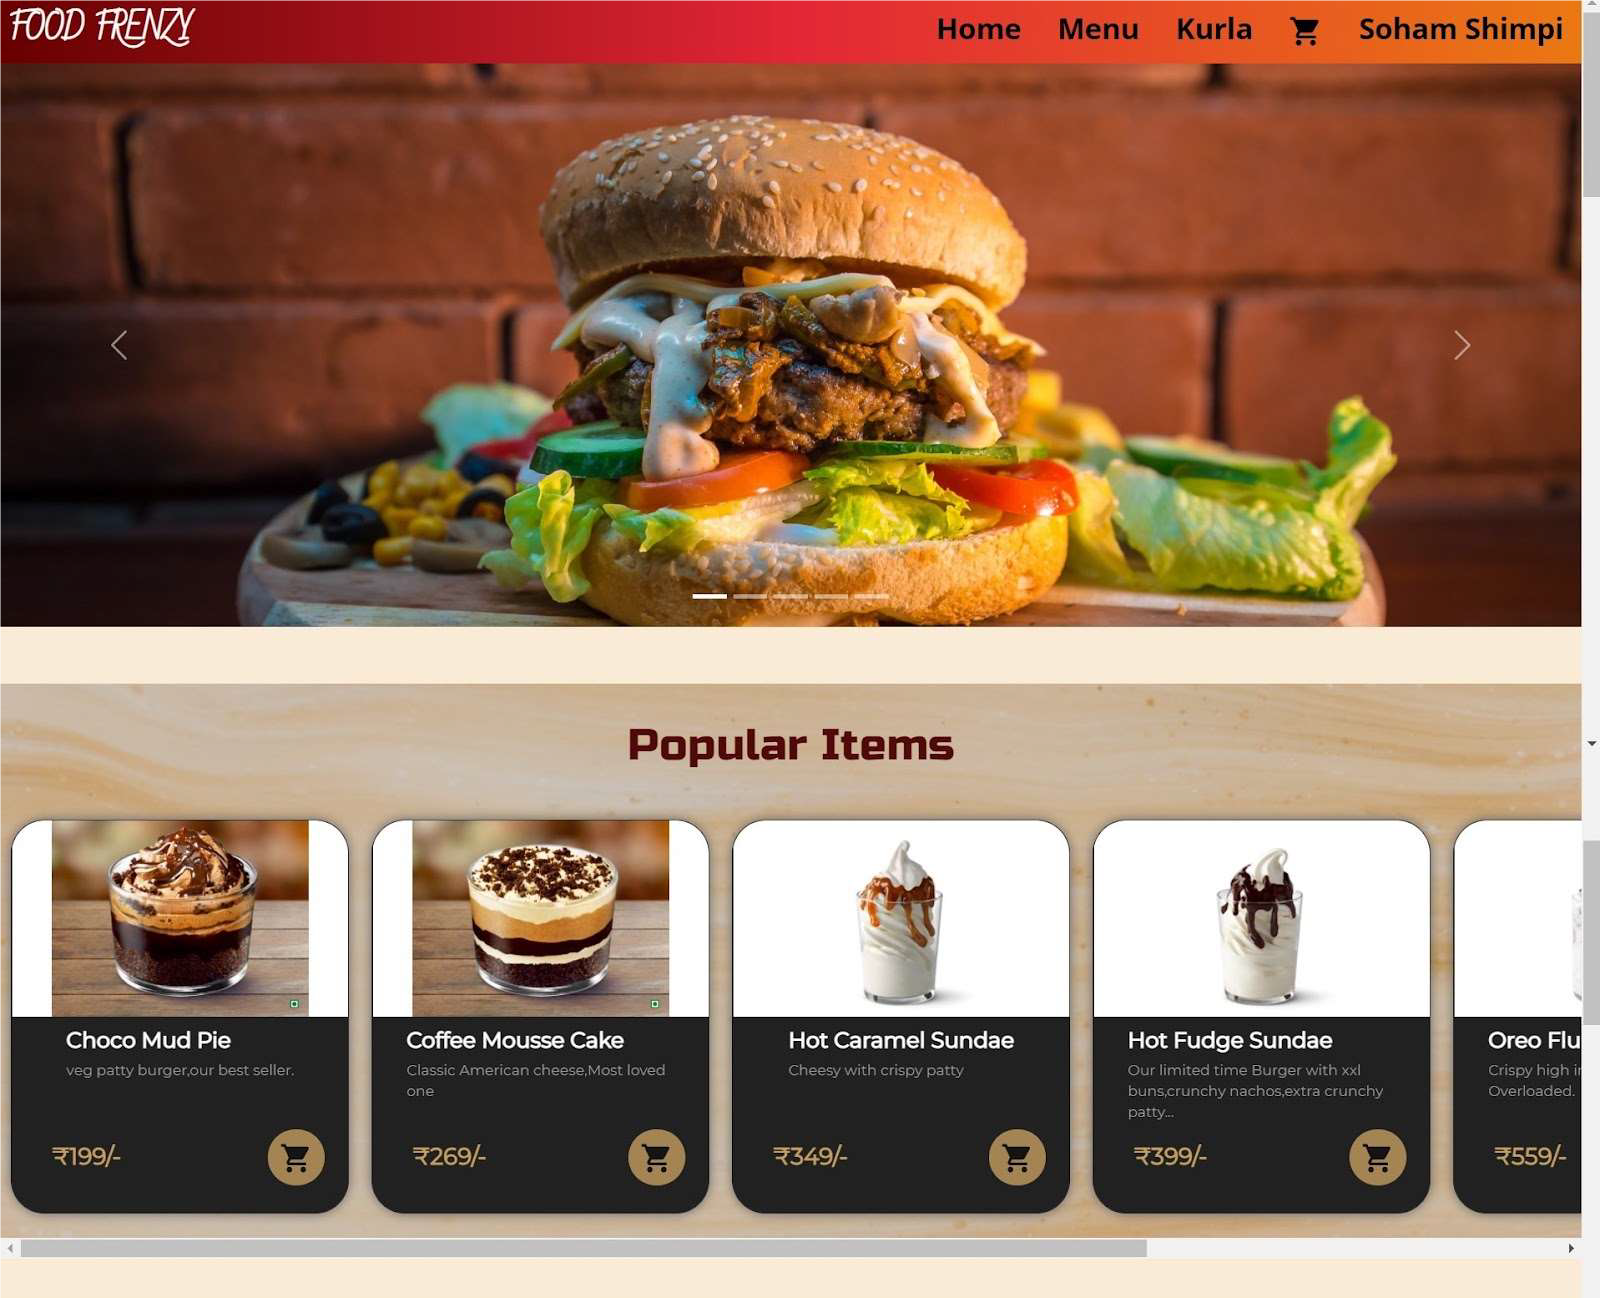 FOOD FRENZY
Home Menu Kurla Soham Shimpi
Popular Items
Choco Mud Pie
veg patty burger,our best seller.
₹199/-
Coffee Mousse Cake
Classic American cheese,Most loved
one
₹269/-
Hot Caramel Sundae
Cheesy with crispy patty
₹349/-
Hot Fudge Sundae
Our limited time Burger with xxl
buns,crunchy nachos,extra crunchy
patty...
₹399/-
Oreo Flu
Crispy high
Overloaded.
₹559/-